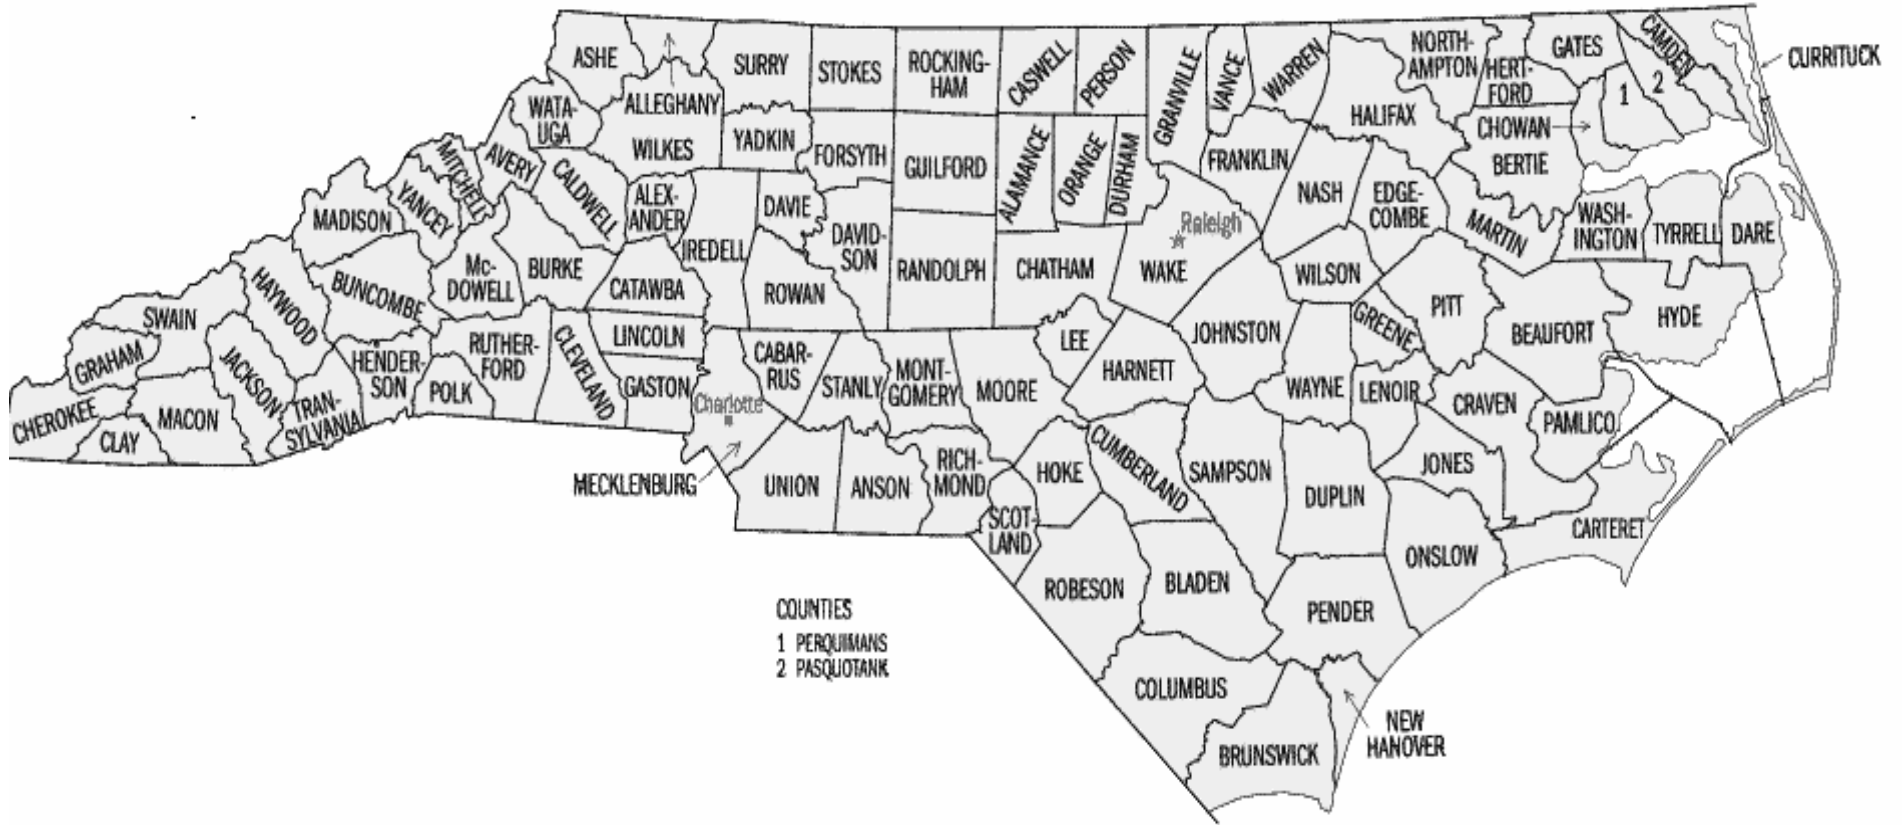 ASHE
SURRY
STOKES
ROCKING-
HAM
CASWELL
PERSON
GRANVILLE
VANCE
WARREN
NORTH-
AMPTON
HERT-
FORD
GATES
CAMDEN
CURRITUCK
1
2
WATA-
UGA
ALLEGHANY
WILKES
YADKIN
FORSYTH
GUILFORD
ALAMANCE
ORANGE
DURHAM
FRANKLIN
HALIFAX
CHOWAN
BERTIE
MITCHELL
AVERY
CALDWELL
YANCEY
MADISON
ALEX-
ANDER
IREDELL
DAVIE
DAVID-
SON
RANDOLPH
CHATHAM
Raleigh
WAKE
NASH
EDGE-
COMBE
MARTIN
WASH-
INGTON
TYRRELL
DARE
HAYWOOD
BUNCOMBE
Mc-
DOWELL
BURKE
CATAWBA
ROWAN
WILSON
PITT
GREENE
BEAUFORT
HYDE
SWAIN
GRAHAM
JACKSON
HENDER-
SON
RUTHER-
FORD
POLK
CLEVELAND
LINCOLN
GASTON
CABAR-
RUS
STANLY
MONT-
GOMERY
MOORE
LEE
HARNETT
JOHNSTON
WAYNE
LENOIR
CRAVEN
PAMLICO
CHEROKEE
CLAY
MACON
TRAN-
SYLVANIA
Charlotte
MECKLENBURG
UNION
ANSON
RICH-
MOND
HOKE
SCOT-
LAND
CUMBERLAND
SAMPSON
DUPLIN
JONES
CARTERET
ONSLOW
ROBESON
BLADEN
PENDER
COLUMBUS
BRUNSWICK
NEW
HANOVER
COUNTIES
1 PERQUIMANS
2 PASQUOTANK